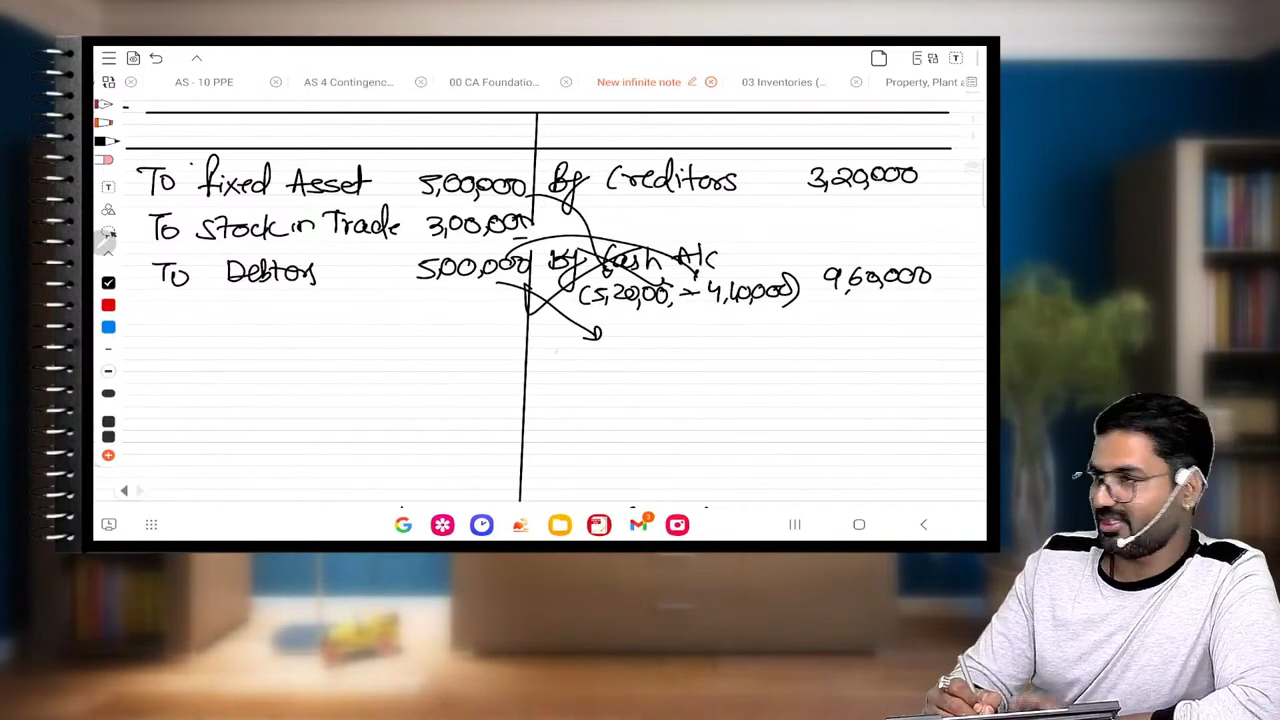 AS - 10 PPE
AS 4 Contingenc...
00 CA Foundatio...
New infinite note
03 Inventories (...
Property, Plant a
To fixed Asset 5,00,000 By Creditors 3,20,000
To Stock in Trade 3,00,000
To Debtors 5,00,000 By Cash A/c 9,60,000
(5,20,00, - 4,40,000)
3